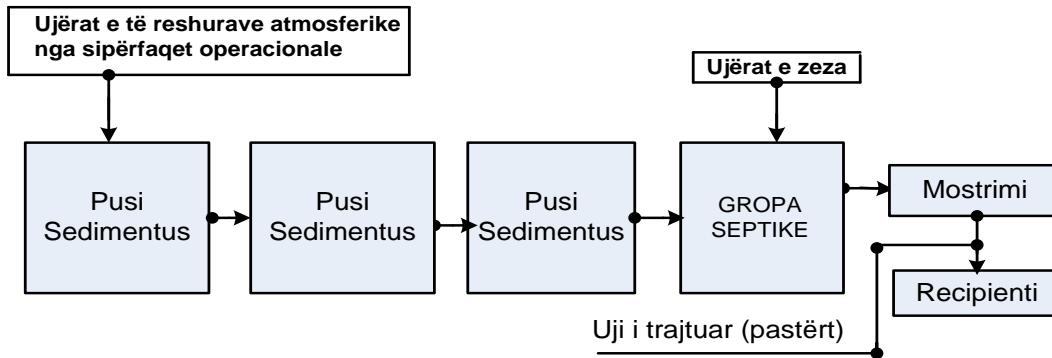 Ujërat e të reshurave atmosferike
nga sipërfaqet operacionale
Ujërat e zeza
Pusi
Sedimentus
Pusi
Sedimentus
Pusi
Sedimentus
GROPA
SEPTIKE
Mostrimi
Recipienti
Uji i trajtuar (pastërt)